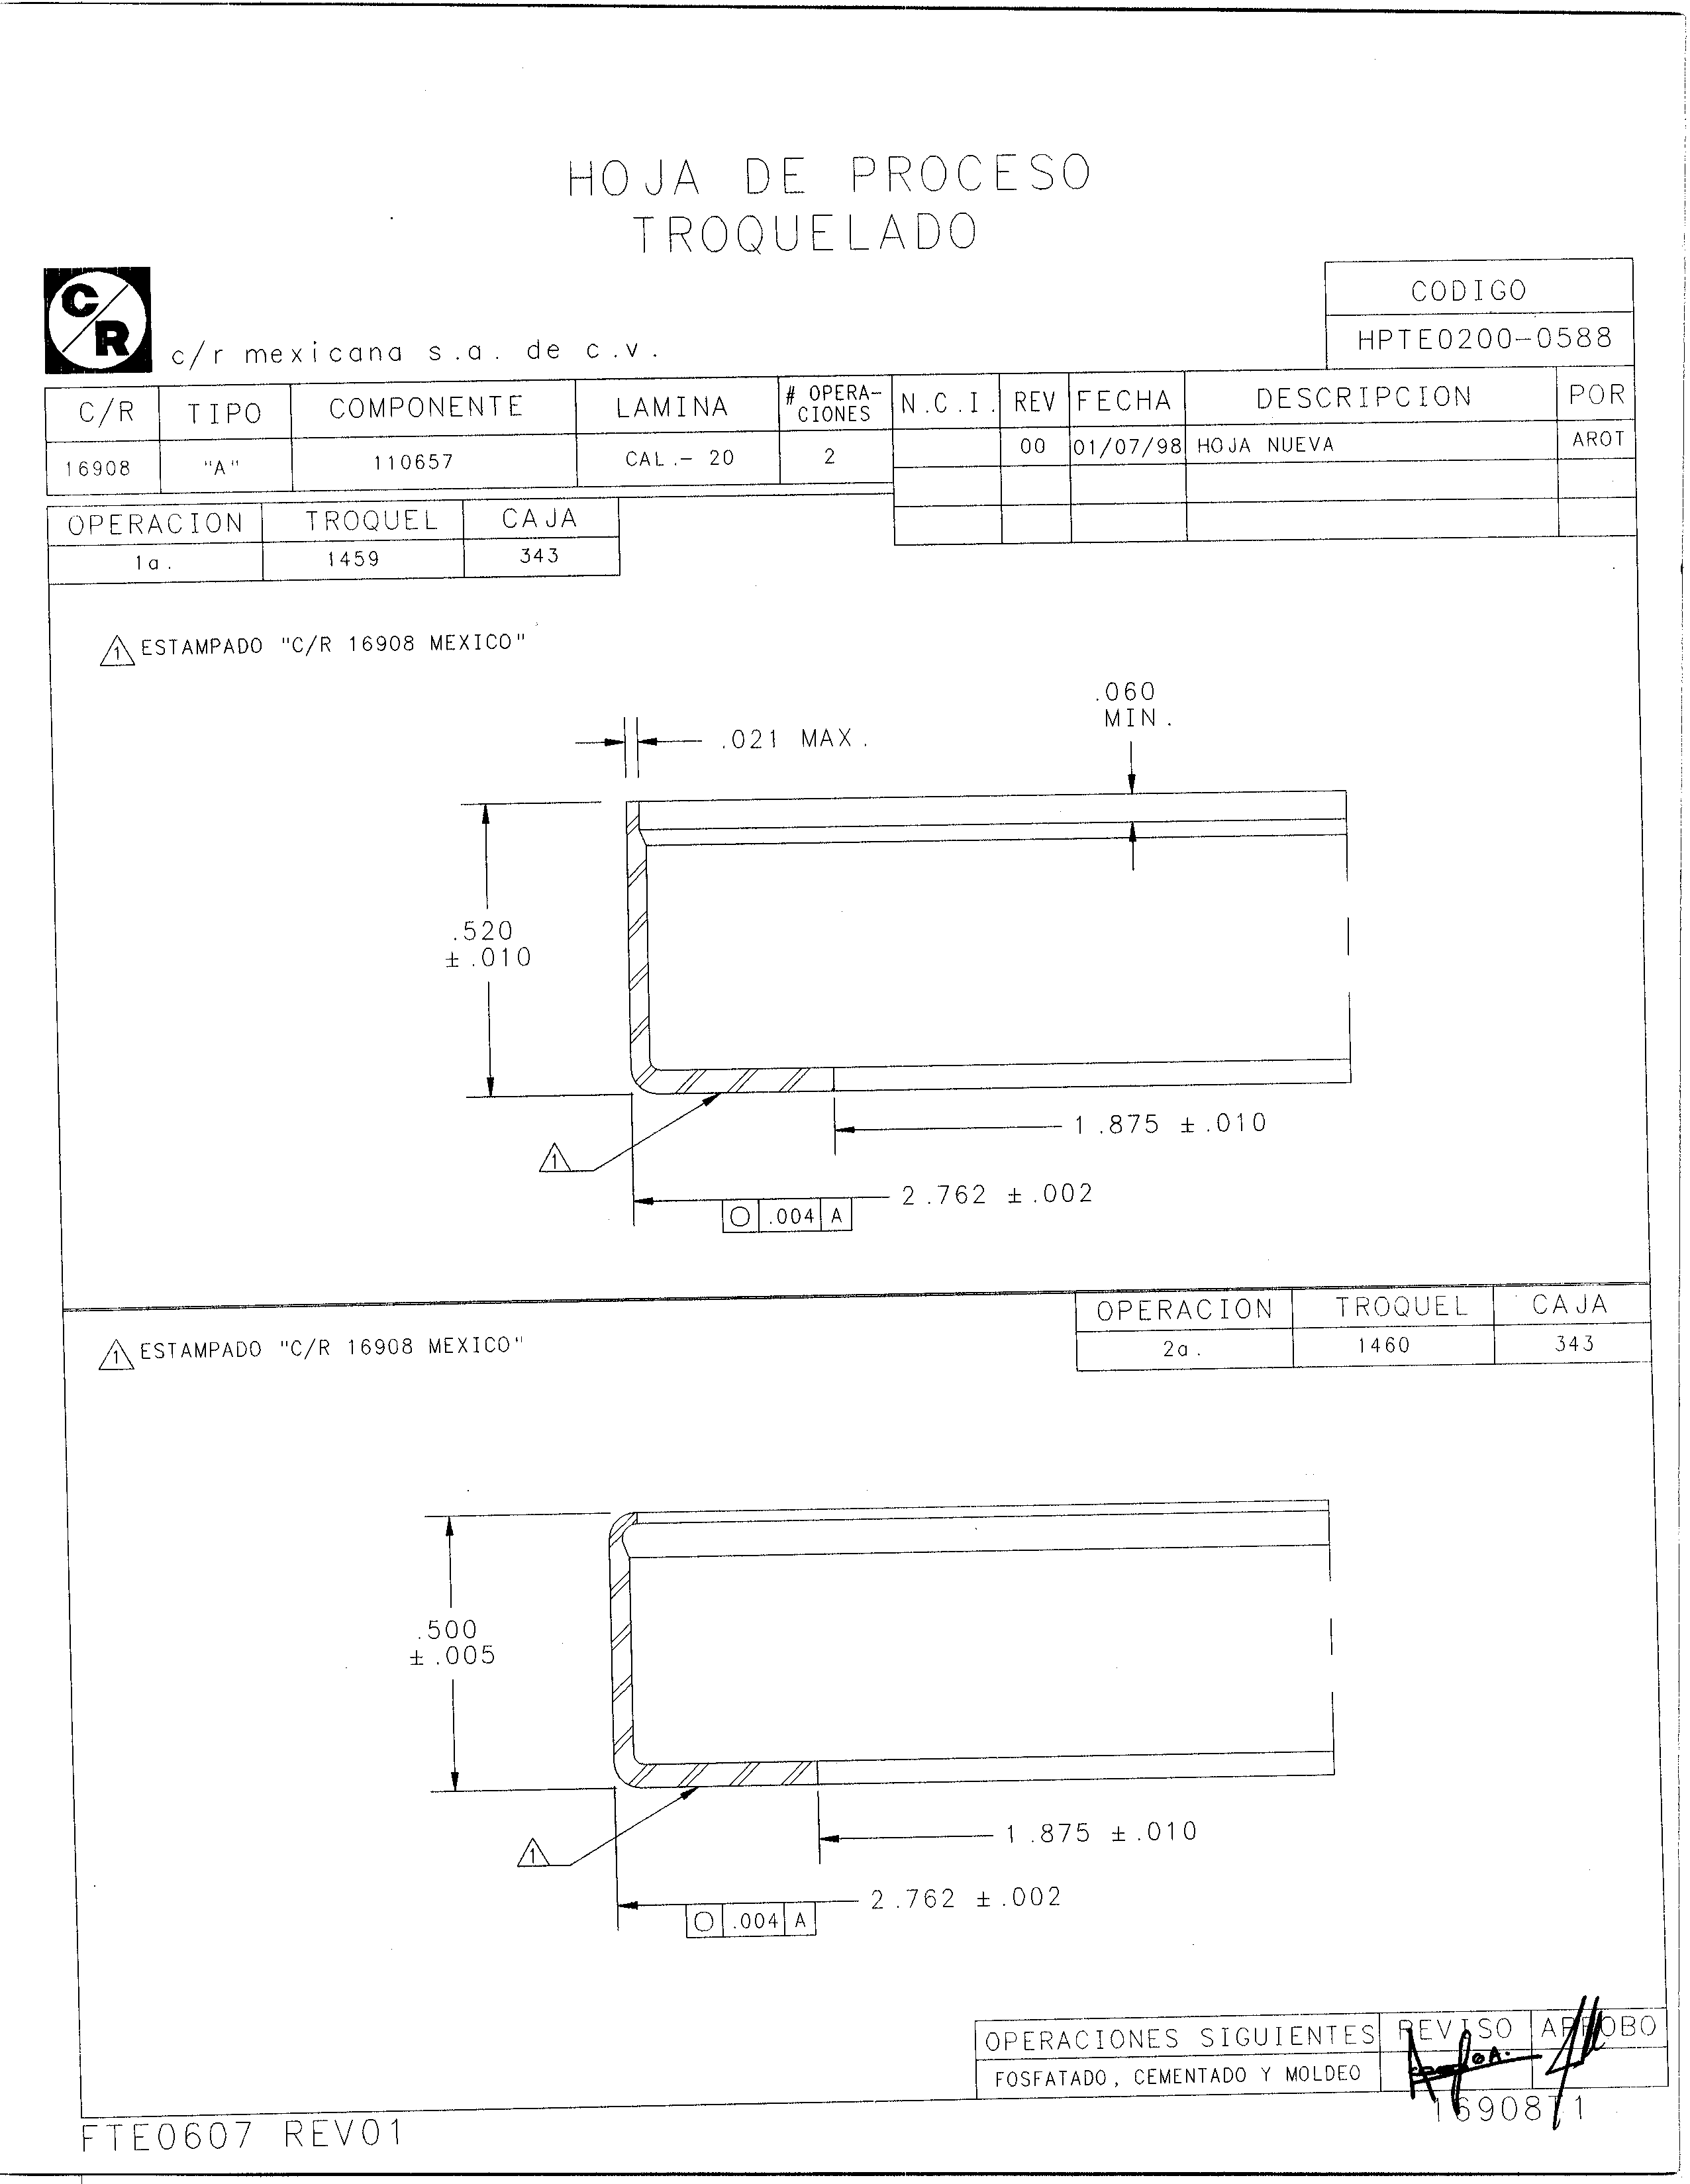 HOJA DE PROCESO
TROQUELADO
C/R
c/r mexicana s.a. de c.v.
CODIGO
HPTE0200-0588
C/R TIPO COMPONENTE LAMINA # OPERA-CIONES N.C.I. REV FECHA DESCRIPCION POR
16908 "A" 110657 CAL.- 20 2 00 01/07/98 HOJA NUEVA AROT
OPERACION TROQUEL CAJA
1a. 1459 343
1 ESTAMPADO "C/R 16908 MEXICO"
.060
MIN.
.021 MAX.
.520
±.010
1.875 ±.010
1
2.762 ±.002
○ .004 A
OPERACION TROQUEL CAJA
2a. 1460 343
1 ESTAMPADO "C/R 16908 MEXICO"
.500
±.005
1.875 ±.010
1
2.762 ±.002
○ .004 A
OPERACIONES SIGUIENTES REVISO APROBO
FOSFATADO, CEMENTADO Y MOLDEO
FTE0607 REV01